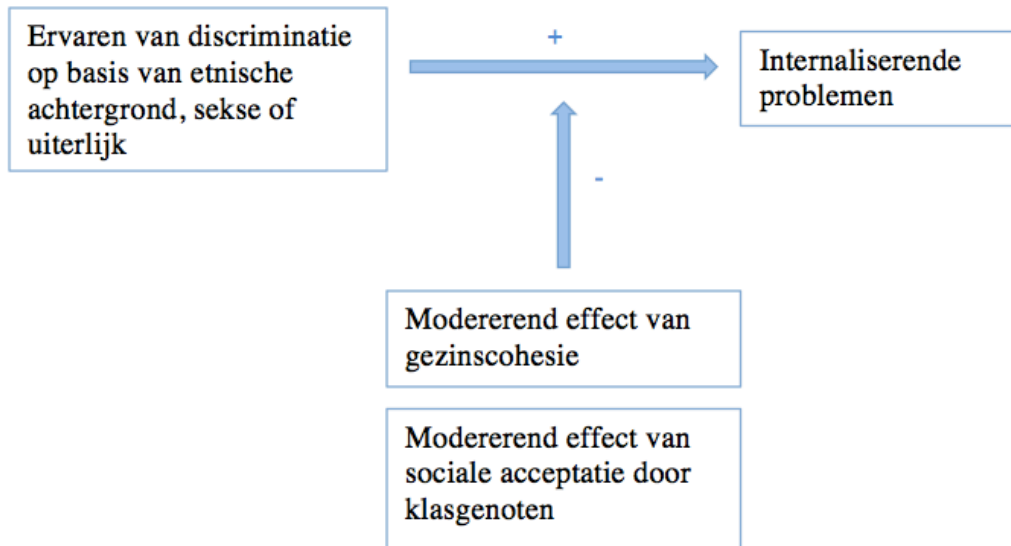 Ervaren van discriminatie
op basis van etnische
achtergrond, sekse of
uiterlijk
+
Internaliserende
problemen
-
Modererend effect van
gezinscohesie
Modererend effect van
sociale acceptatie door
klasgenoten